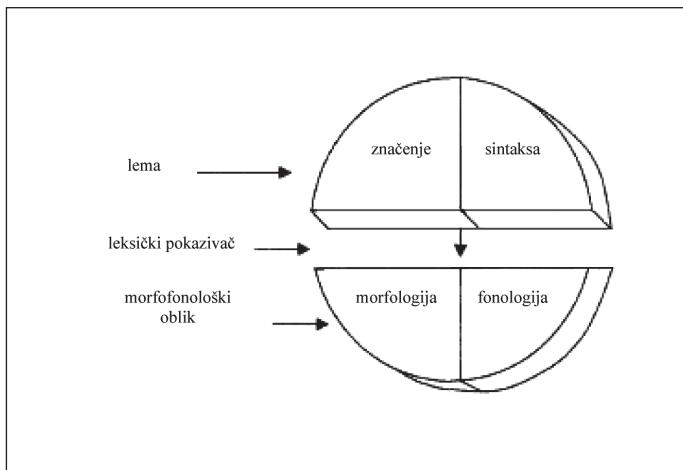 značenje
sintaksa
lema
leksički pokazivač
morfofonološki
oblik
morfologija
fonologija